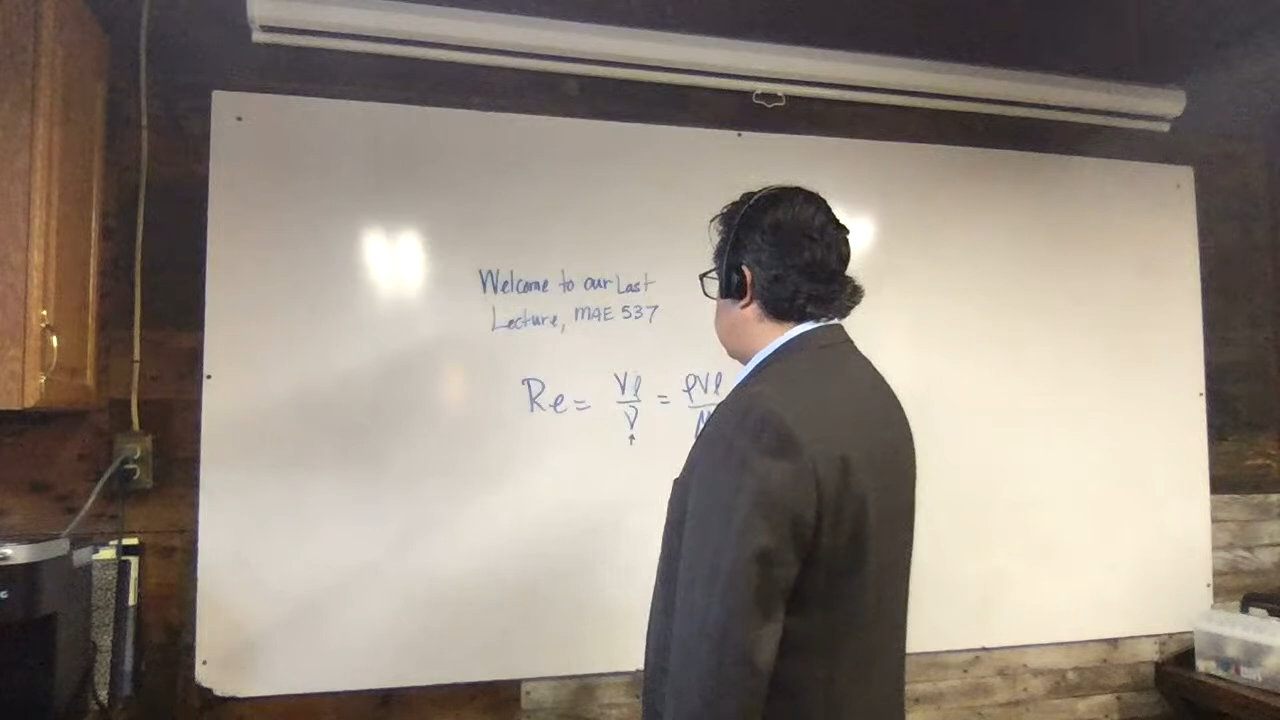 Welcome to our Last
Lecture, MAE 537
Re = Vl/ν = ρVl/μ